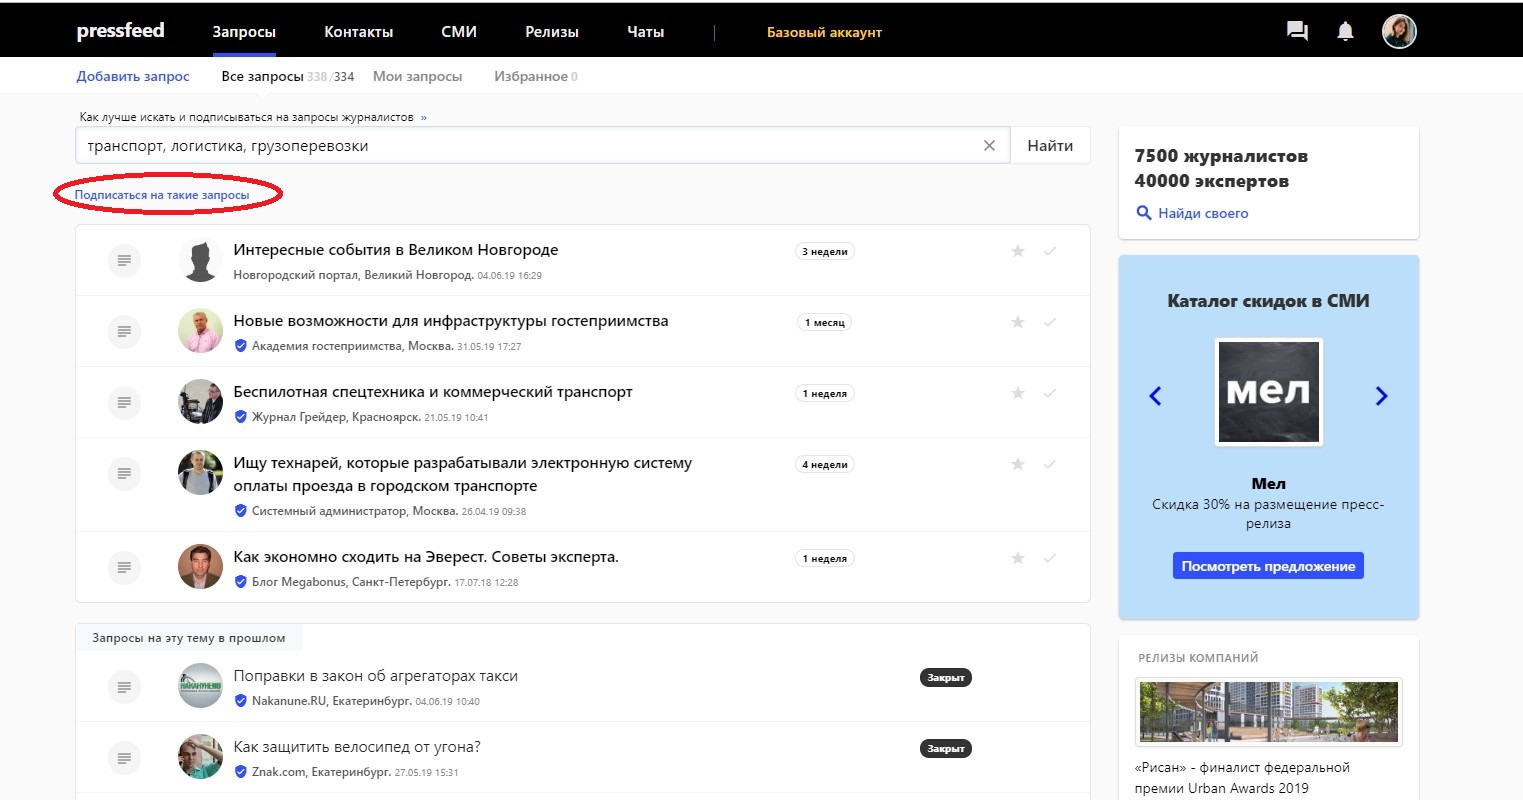 pressfeed
Запросы
Контакты
СМИ
Релизы
Чаты
Базовый аккаунт
Добавить запрос
Все запросы 338/334
Мои запросы
Избранное 0
Как лучше искать и подписываться на запросы журналистов »
транспорт, логистика, грузоперевозки
Найти
Подписаться на такие запросы
Интересные события в Великом Новгороде
3 недели
Новгородский портал, Великий Новгород. 04.06.19 16:29
Новые возможности для инфраструктуры гостеприимства
1 месяц
Академия гостеприимства, Москва. 31.05.19 17:27
Беспилотная спецтехника и коммерческий транспорт
1 неделя
Журнал Грейдер, Красноярск. 21.05.19 10:41
Ищу технарей, которые разрабатывали электронную систему
оплаты проезда в городском транспорте
4 недели
Системный администратор, Москва. 26.04.19 09:38
Как экономно сходить на Эверест. Советы эксперта.
1 неделя
Блог Megabonus, Санкт-Петербург. 17.07.18 12:28
Запросы на эту тему в прошлом
Поправки в закон об агрегаторах такси
Закрыт
NAKANUNE.RU
Nakanune.RU, Екатеринбург. 04.06.19 10:40
Как защитить велосипед от угона?
Закрыт
Znak.com, Екатеринбург. 27.05.19 15:31
7500 журналистов
40000 экспертов
Найди своего
Каталог скидок в СМИ
мел
Мел
Скидка 30% на размещение пресс-
релиза
Посмотреть предложение
РЕЛИЗЫ КОМПАНИЙ
«Рисан» - финалист федеральной
премии Urban Awards 2019